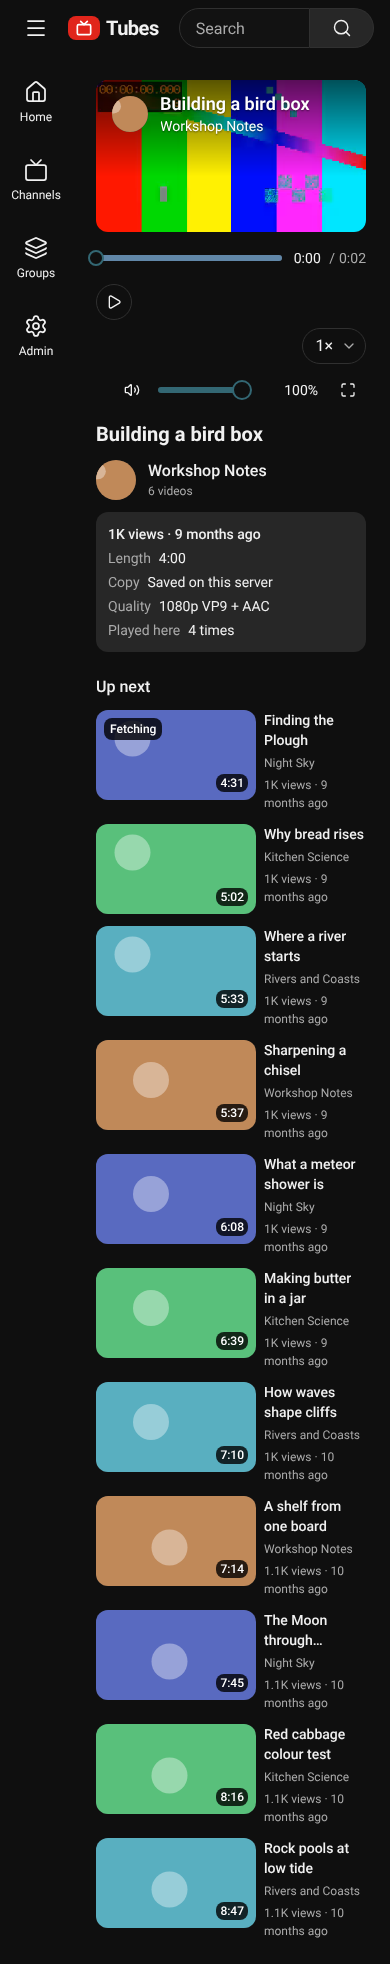 Tubes
Search
Home
Channels
Groups
Admin
00:00:00.000
Building a bird box
Workshop Notes
0:00 / 0:02
1×
100%
Building a bird box
Workshop Notes
6 videos
1K views · 9 months ago
Length 4:00
Copy Saved on this server
Quality 1080p VP9 + AAC
Played here 4 times
Up next
Fetching
4:31
Finding the
Plough
Night Sky
1K views · 9
months ago
5:02
Why bread rises
Kitchen Science
1K views · 9
months ago
5:33
Where a river
starts
Rivers and Coasts
1K views · 9
months ago
5:37
Sharpening a
chisel
Workshop Notes
1K views · 9
months ago
6:08
What a meteor
shower is
Night Sky
1K views · 9
months ago
6:39
Making butter
in a jar
Kitchen Science
1K views · 9
months ago
7:10
How waves
shape cliffs
Rivers and Coasts
1K views · 10
months ago
7:14
A shelf from
one board
Workshop Notes
1.1K views · 10
months ago
7:45
The Moon
through…
Night Sky
1.1K views · 10
months ago
8:16
Red cabbage
colour test
Kitchen Science
1.1K views · 10
months ago
8:47
Rock pools at
low tide
Rivers and Coasts
1.1K views · 10
months ago